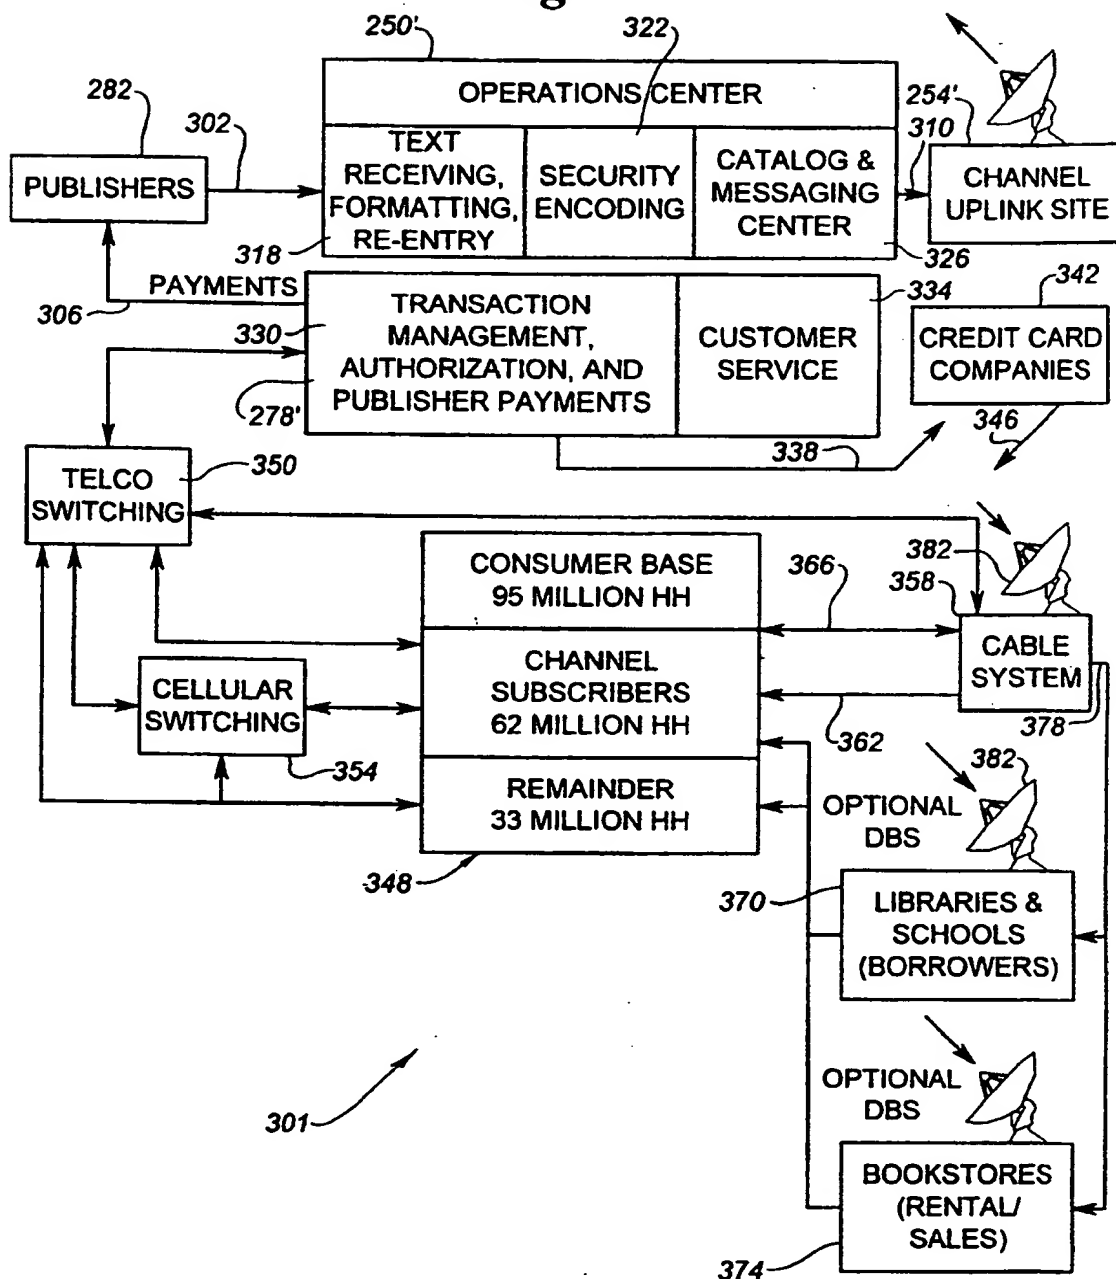 g
250'
322
282
302
OPERATIONS CENTER
254'
310
PUBLISHERS
TEXT
RECEIVING,
FORMATTING,
RE-ENTRY
SECURITY
ENCODING
CATALOG &
MESSAGING
CENTER
CHANNEL
UPLINK SITE
318
326
PAYMENTS
306
330
TRANSACTION
MANAGEMENT,
AUTHORIZATION, AND
PUBLISHER PAYMENTS
278'
CUSTOMER
SERVICE
334
342
CREDIT CARD
COMPANIES
346
338
TELCO
SWITCHING
350
CONSUMER BASE
95 MILLION HH
366
382
358
CABLE
SYSTEM
CHANNEL
SUBSCRIBERS
62 MILLION HH
CELLULAR
SWITCHING
354
362
378
REMAINDER
33 MILLION HH
348
382
OPTIONAL
DBS
370
LIBRARIES &
SCHOOLS
(BORROWERS)
301
OPTIONAL
DBS
BOOKSTORES
(RENTAL/
SALES)
374